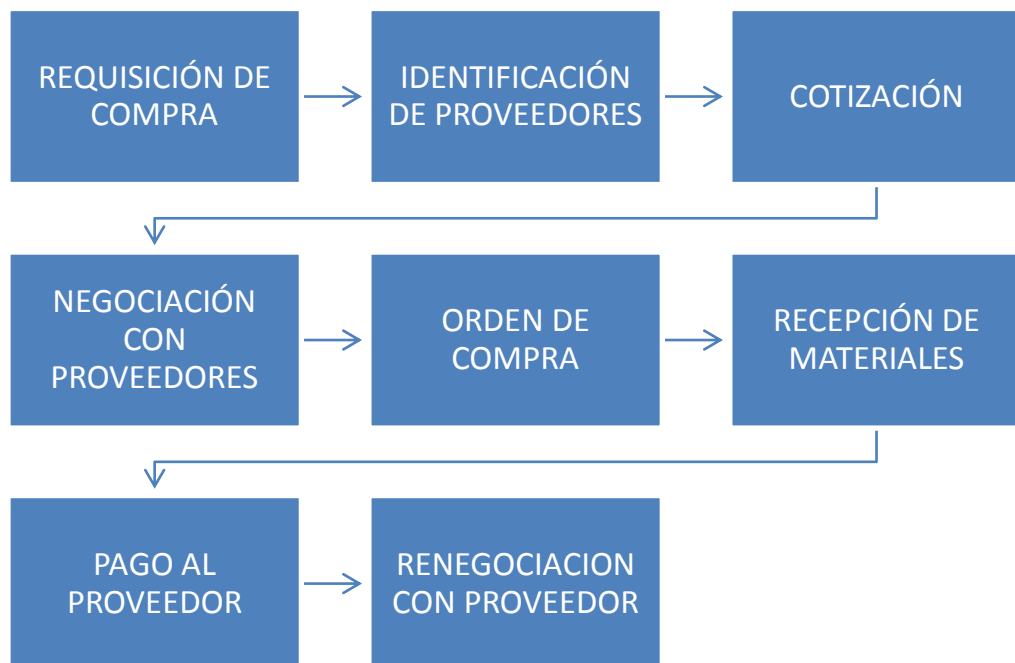 REQUISICIÓN DE
COMPRA
IDENTIFICACIÓN
DE PROVEEDORES
COTIZACIÓN
NEGOCIACIÓN
CON
PROVEEDORES
ORDEN DE
COMPRA
RECEPCIÓN DE
MATERIALES
PAGO AL
PROVEEDOR
RENEGOCIACION
CON PROVEEDOR